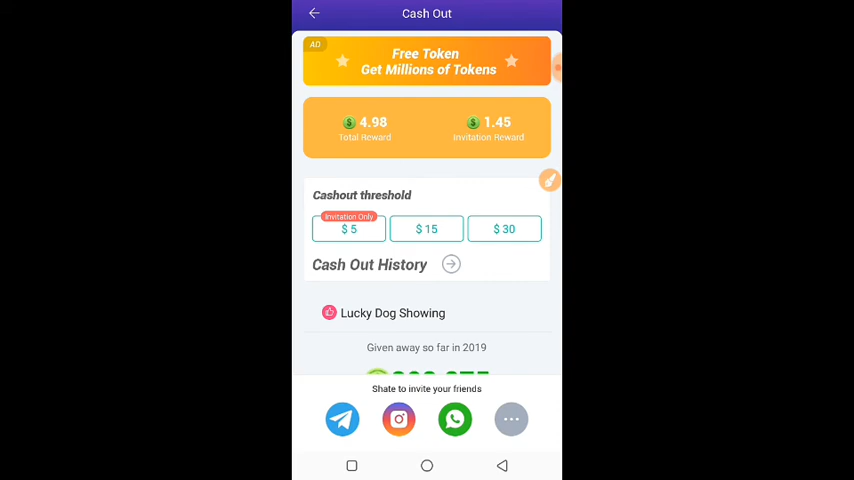 Cash Out
AD
Free Token
Get Millions of Tokens
$ 4.98
Total Reward
$ 1.45
Invitation Reward
Cashout threshold
Invitation Only
$ 5
$ 15
$ 30
Cash Out History
Lucky Dog Showing
Given away so far in 2019
Shate to invite your friends